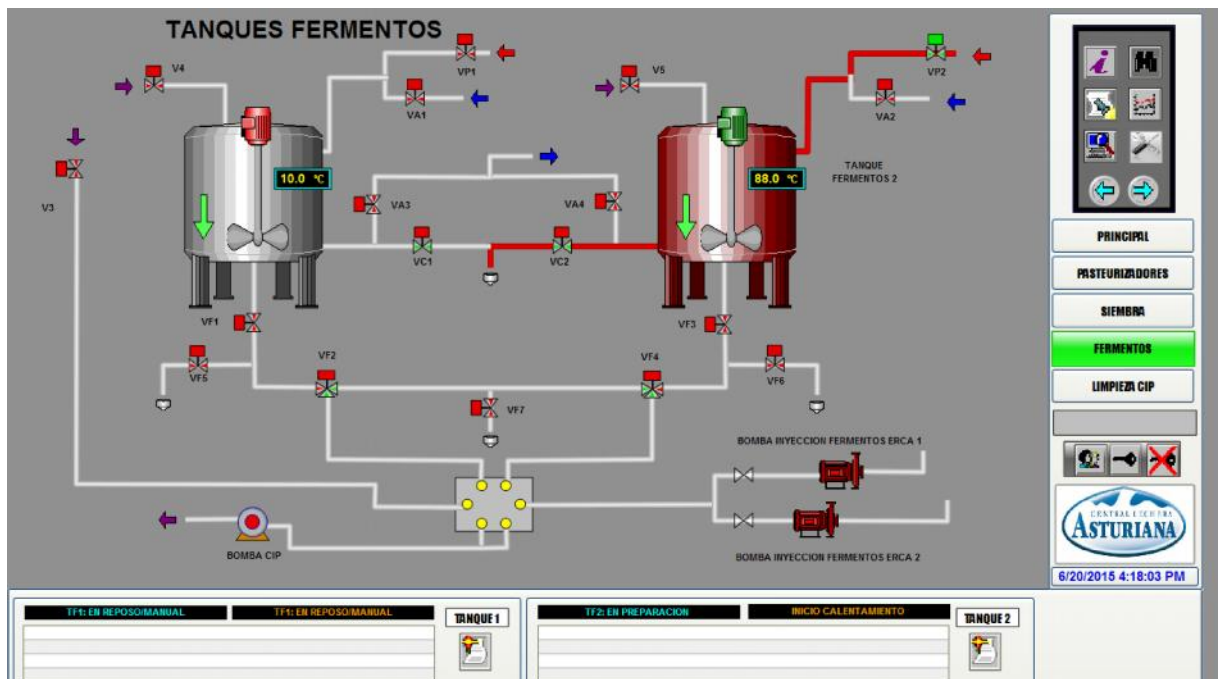 TANQUES FERMENTOS
V4
VP1
VA1
V5
VP2
VA2
V3
10.0 ºC
88.0 ºC
TANQUE
FERMENTOS 2
VA3
VA4
VC1
VC2
VF1
VF3
VF5
VF2
VF4
VF6
VF7
BOMBA INYECCION FERMENTOS ERCA 1
BOMBA INYECCION FERMENTOS ERCA 2
BOMBA CIP
PRINCIPAL
PASTEURIZADORES
SIEMBRA
FERMENTOS
LIMPIEZA CIP
CENTRAL LECHERA
ASTURIANA
6/20/2015 4:18:03 PM
TF1: EN REPOSO/MANUAL
TF1: EN REPOSO/MANUAL
TANQUE 1
TF2: EN PREPARACION
INICIO CALENTAMIENTO
TANQUE 2